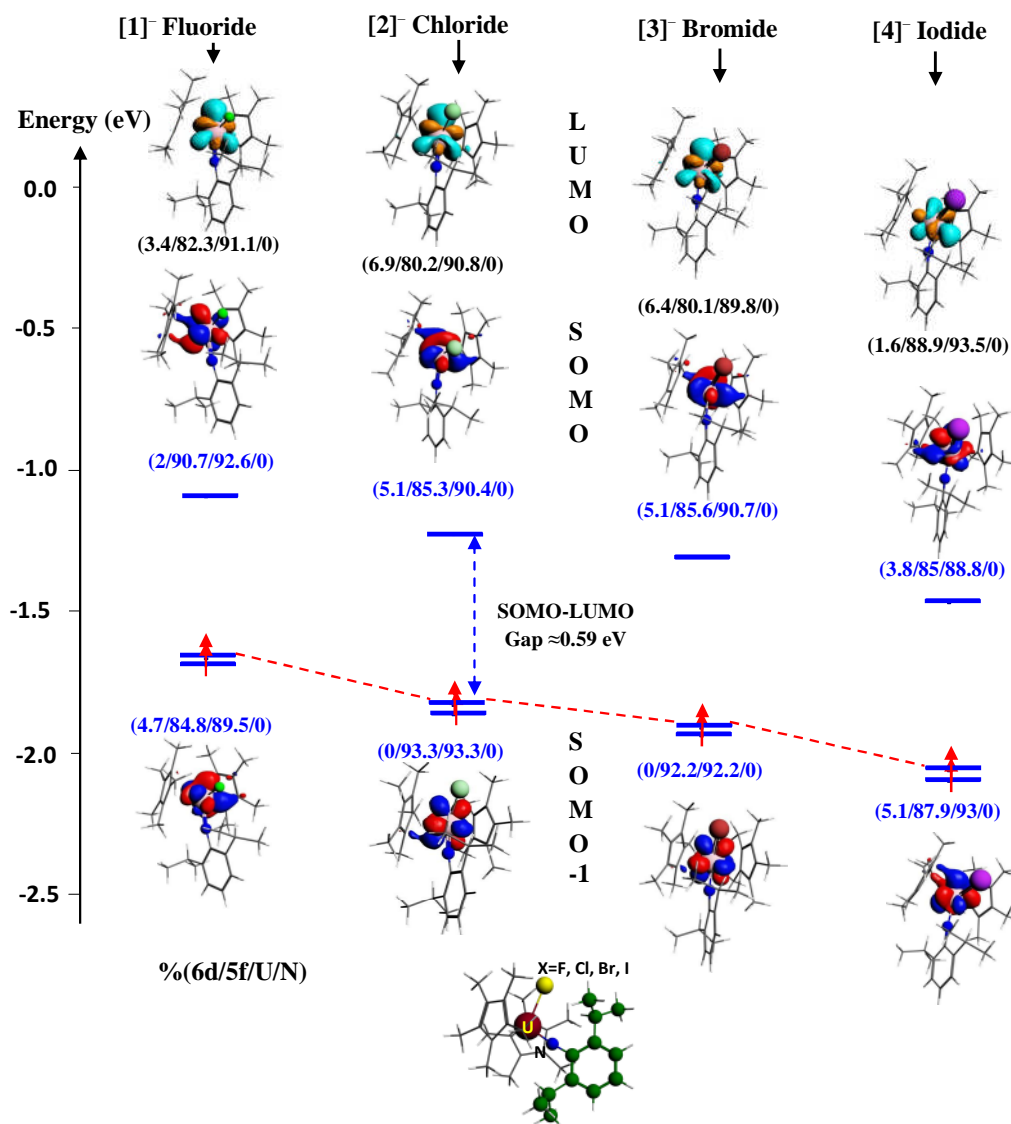 [1]⁻ Fluoride
[2]⁻ Chloride
[3]⁻ Bromide
[4]⁻ Iodide
Energy (eV)
0.0
-0.5
-1.0
-1.5
-2.0
-2.5
L
U
M
O
(3.4/82.3/91.1/0)
(6.9/80.2/90.8/0)
(6.4/80.1/89.8/0)
(1.6/88.9/93.5/0)
S
O
M
O
(2/90.7/92.6/0)
(5.1/85.3/90.4/0)
(5.1/85.6/90.7/0)
(3.8/85/88.8/0)
SOMO-LUMO
Gap ≈0.59 eV
(4.7/84.8/89.5/0)
(0/93.3/93.3/0)
(0/92.2/92.2/0)
(5.1/87.9/93/0)
S
O
M
O
-1
%(6d/5f/U/N)
X=F, Cl, Br, I
U
N